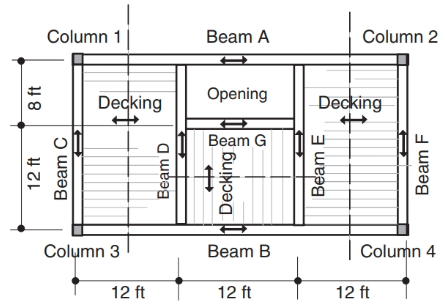 Column 1
Beam A
Column 2
8 ft
Decking
Opening
Decking
Beam G
12 ft
Beam C
Beam D
Decking
Beam E
Beam F
Column 3
Beam B
Column 4
12 ft
12 ft
12 ft